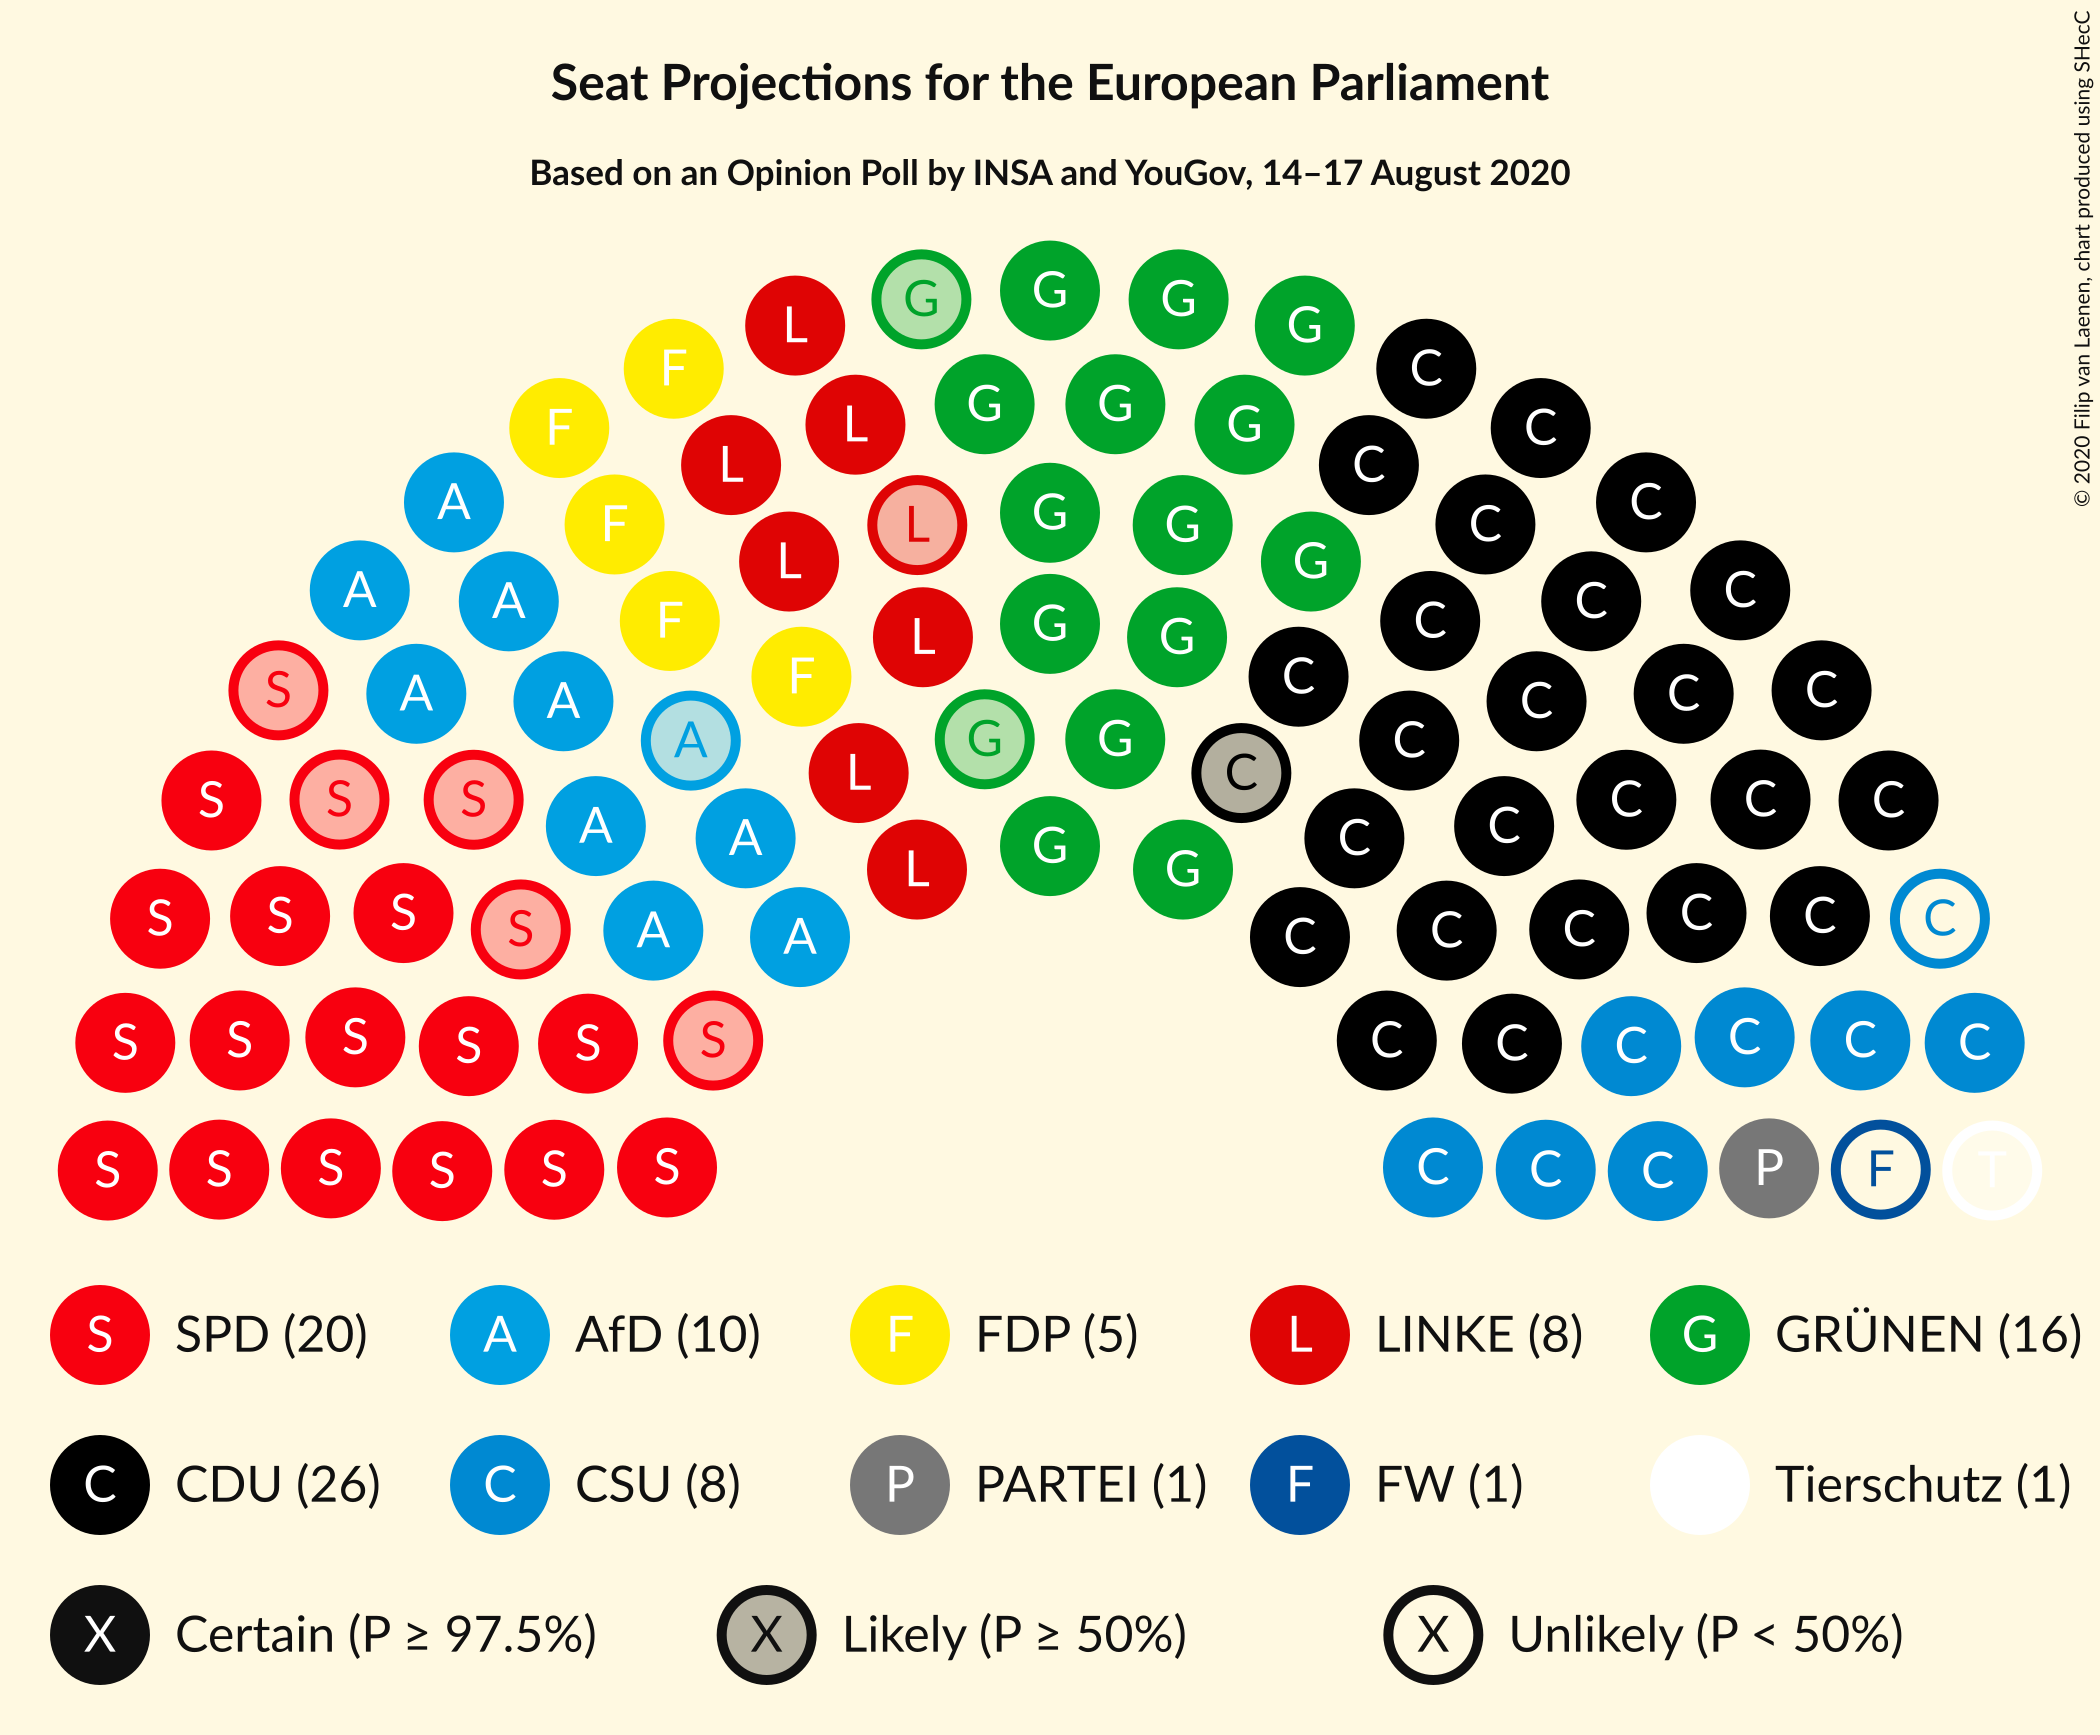 Seat Projections for the European Parliament
Based on an Opinion Poll by INSA and YouGov, 14–17 August 2020
© 2020 Filip van Laenen, chart produced using SHecC
G G G G
L L C
F G G G C
F L C
A F L L G G G C C
A A F L L G G G C C C
S A A A F G G C C C C C
S S S A A L G G C C C C C C C
S S S S A A L G G C C C C C C
S S S S S S C C C C C C
S S S S S S C C C P F T
S SPD (20) A AfD (10) F FDP (5) L LINKE (8) G GRÜNEN (16)
C CDU (26) C CSU (8) P PARTEI (1) F FW (1) Tierschutz (1)
X Certain (P ≥ 97.5%) X Likely (P ≥ 50%) X Unlikely (P < 50%)